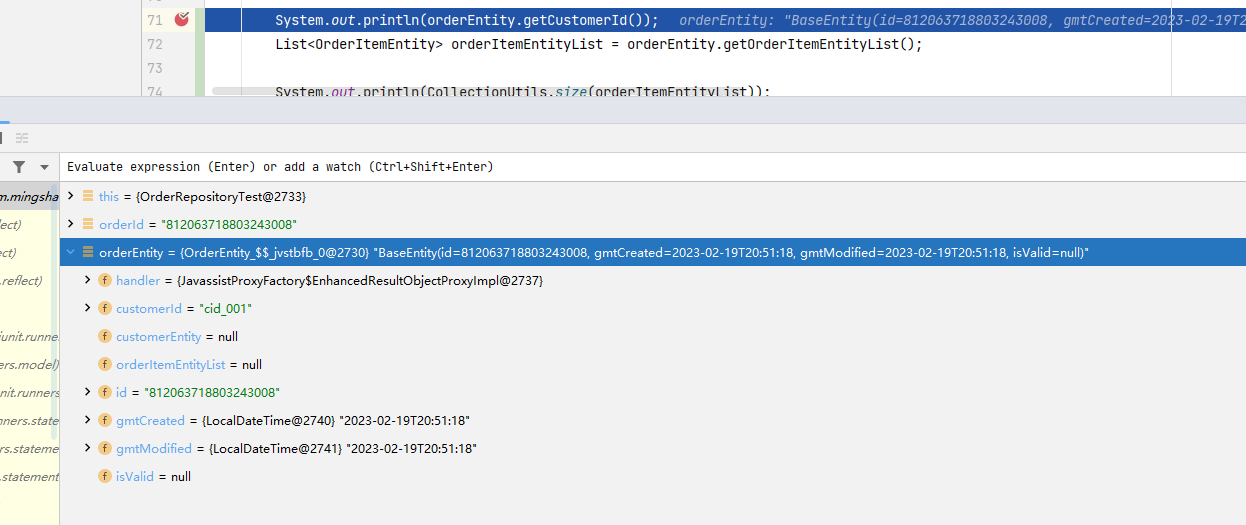 71 System.out.println(orderEntity.getCustomerId()); orderEntity: "BaseEntity(id=812063718803243008, gmtCreated=2023-02-19T2
72 List<OrderItemEntity> orderItemEntityList = orderEntity.getOrderItemEntityList();
73
74 System.out.println(CollectionUtils.size(orderItemEntityList));
Evaluate expression (Enter) or add a watch (Ctrl+Shift+Enter)
m.mingsha this = {OrderRepositoryTest@2733}
lect) orderId = "812063718803243008"
ect) orderEntity = {OrderEntity_$$_jvstbfb_0@2730} "BaseEntity(id=812063718803243008, gmtCreated=2023-02-19T20:51:18, gmtModified=2023-02-19T20:51:18, isValid=null)"
.reflect) f handler = {JavassistProxyFactory$EnhancedResultObjectProxyImpl@2737}
f customerId = "cid_001"
unit.runne f customerEntity = null
ers.model) f orderItemEntityList = null
nit.runners f id = "812063718803243008"
nners.state f gmtCreated = {LocalDateTime@2740} "2023-02-19T20:51:18"
rs.stateme f gmtModified = {LocalDateTime@2741} "2023-02-19T20:51:18"
.statement f isValid = null